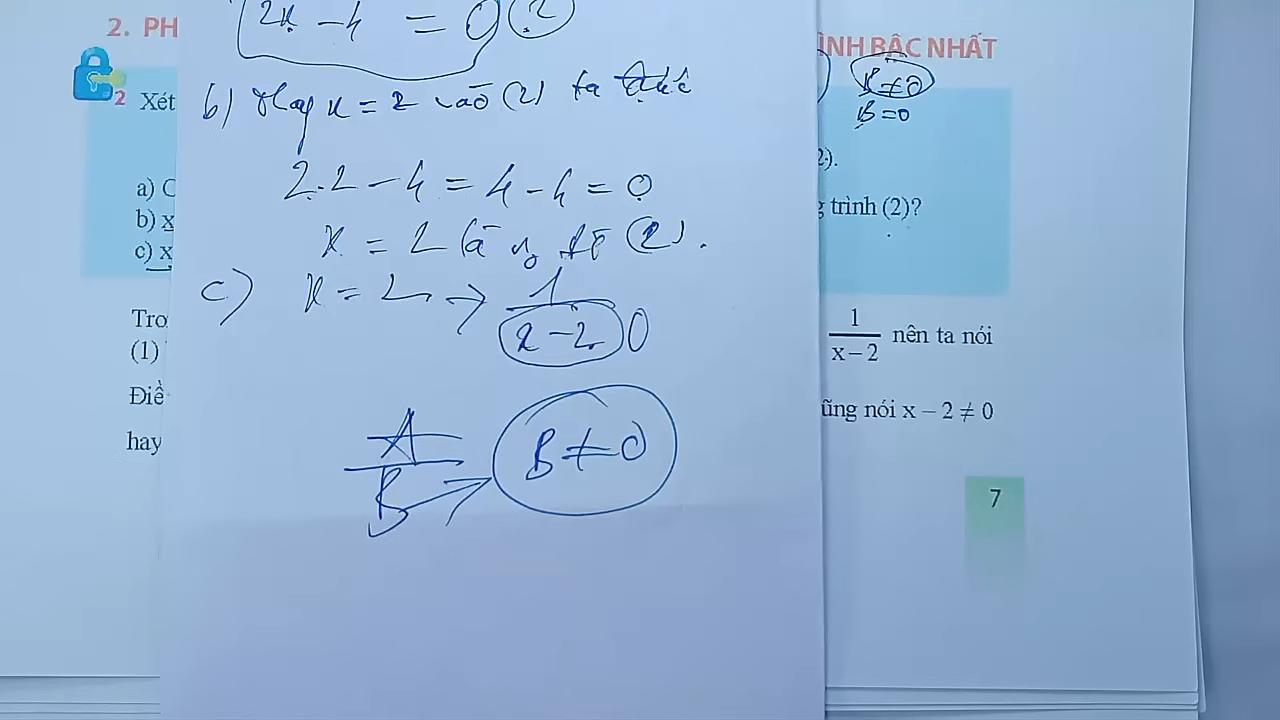 2x - 4 = 0 (2)
2. PH
ÌNH BẬC NHẤT
B ≠ 0
B = 0
2 Xét
b) Thay x = 2 vào (2) ta được
2).
2.2 - 4 = 4 - 4 = 0
a) C
b) x
g trình (2)?
x = 2 là (2).
c) x
c) x = 2 → 1
x - 2 0
Tro
(1)
1
x – 2 nên ta nói
Điề
ũng nói x – 2 ≠ 0
hay
A
B
B ≠ 0
7